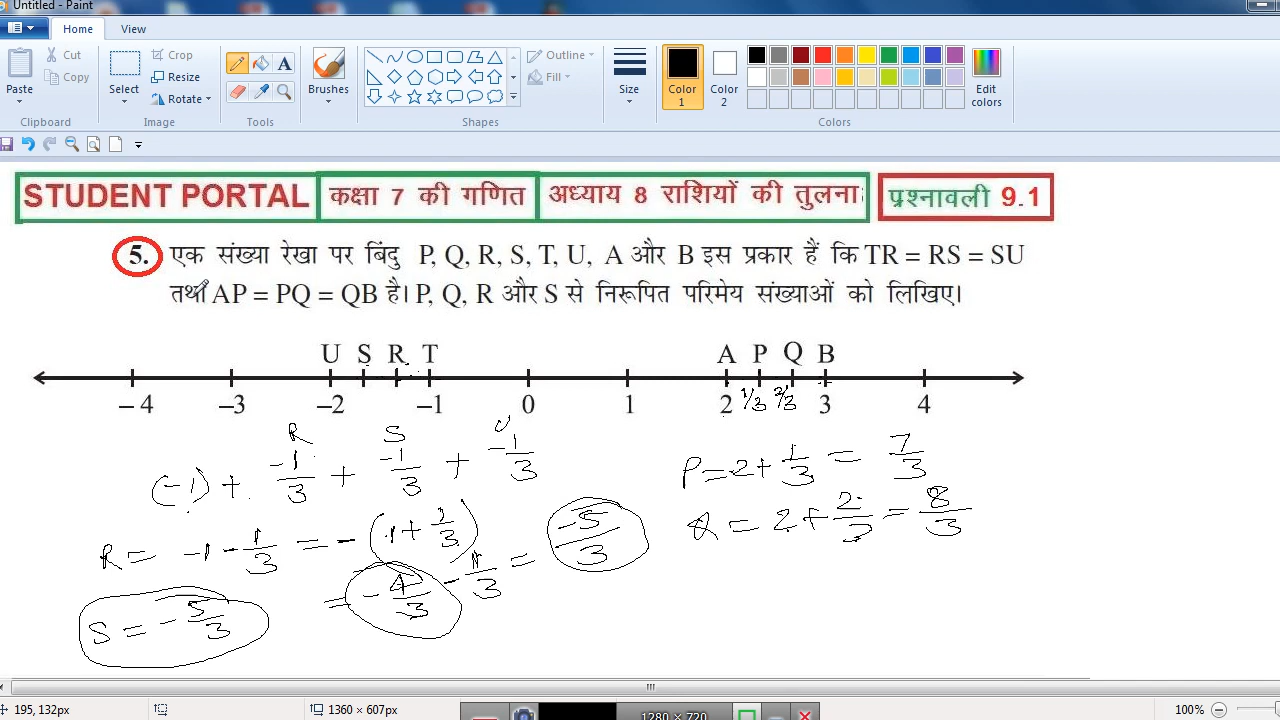 Untitled - Paint
Home View
Paste Cut Copy Select Crop Resize Rotate A Brushes Outline Fill Size Color 1 Color 2 Edit colors
Clipboard Image Tools Shapes Colors
STUDENT PORTAL कक्षा 7 की गणित अध्याय 8 राशियों की तुलना प्रश्नावली 9.1
5. एक संख्या रेखा पर बिंदु P, Q, R, S, T, U, A और B इस प्रकार हैं कि TR = RS = SU
तथा AP = PQ = QB है। P, Q, R और S से निरूपित परिमेय संख्याओं को लिखिए।
U S R T A P Q B
–4 –3 –2 –1 0 1 2 1/3 2/3 3 4
R S U
(-1) + -1/3 + -1/3 + -1/3
P = 2 + 1/3 = 7/3
R = -1 - 1/3 = -(1 + 1/3)
-5/3
Q = 2 + 2/3 = 8/3
= -4/3 - 1/3 =
S = -5/3
195, 132px 1360 × 607px 1280 × 720 100%